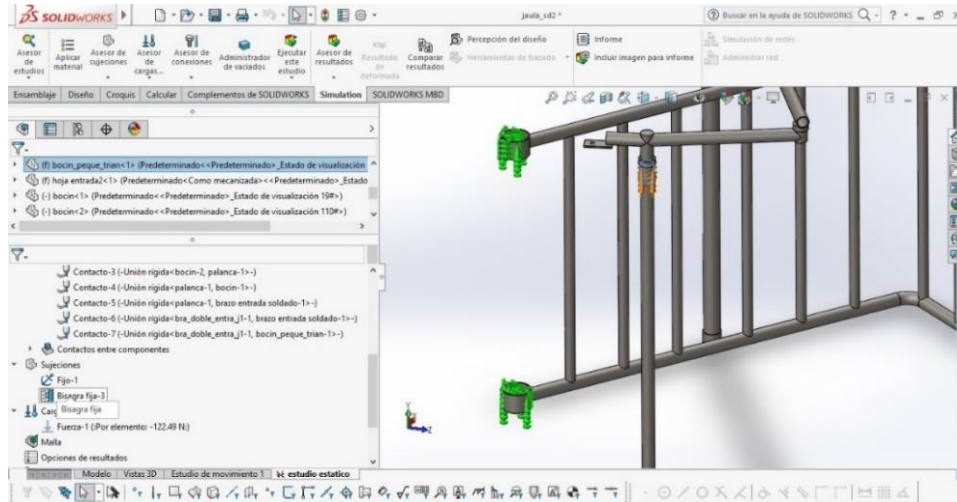 SOLIDWORKS
jaula_sd2 *
Buscar en la ayuda de SOLIDWORKS
Asesor de estudios
Aplicar material
Asesor de sujeciones
Asesor de cargas...
Asesor de conexiones
Administrador de variados
Ejecutar este estudio
Asesor de resultados
Resultado de deformada
Comparar resultados
Percepción del diseño
Herramientas de trazado
Informe
Incluir imagen para informe
Simulación de redes
Administrar red
Ensamblaje Diseño Croquis Calcular Complementos de SOLIDWORKS Simulation SOLIDWORKS MBD
(f) bocin_peque_trian<1> (Predeterminado<<Predeterminado>_Estado de visualización
(f) hoja entrada2<1> (Predeterminado<Como mecanizada><<Predeterminado>_Estado
(-) bocin<1> (Predeterminado<<Predeterminado>_Estado de visualización 19#>)
(-) bocin<2> (Predeterminado<<Predeterminado>_Estado de visualización 110#>)
Contacto-3 (-Unión rígida<bocin-2, palanca-1>-)
Contacto-4 (-Unión rígida<palanca-1, bocin-1>-)
Contacto-5 (-Unión rígida<palanca-1, brazo entrada soldado-1>-)
Contacto-6 (-Unión rígida<bra_doble_entra_j1-1, brazo entrada soldado-1>-)
Contacto-7 (-Unión rígida<bra_doble_entra_j1-1, bocin_peque_trian-1>-)
Contactos entre componentes
Sujeciones
Fijo-1
Bisagra fija-3
Carg Bisagra fija
Fuerza-1 (:Por elemento: -122.49 N:)
Malla
Opciones de resultados
Modelo Vistas 3D Estudio de movimiento 1 estudio estatico
Y
Z